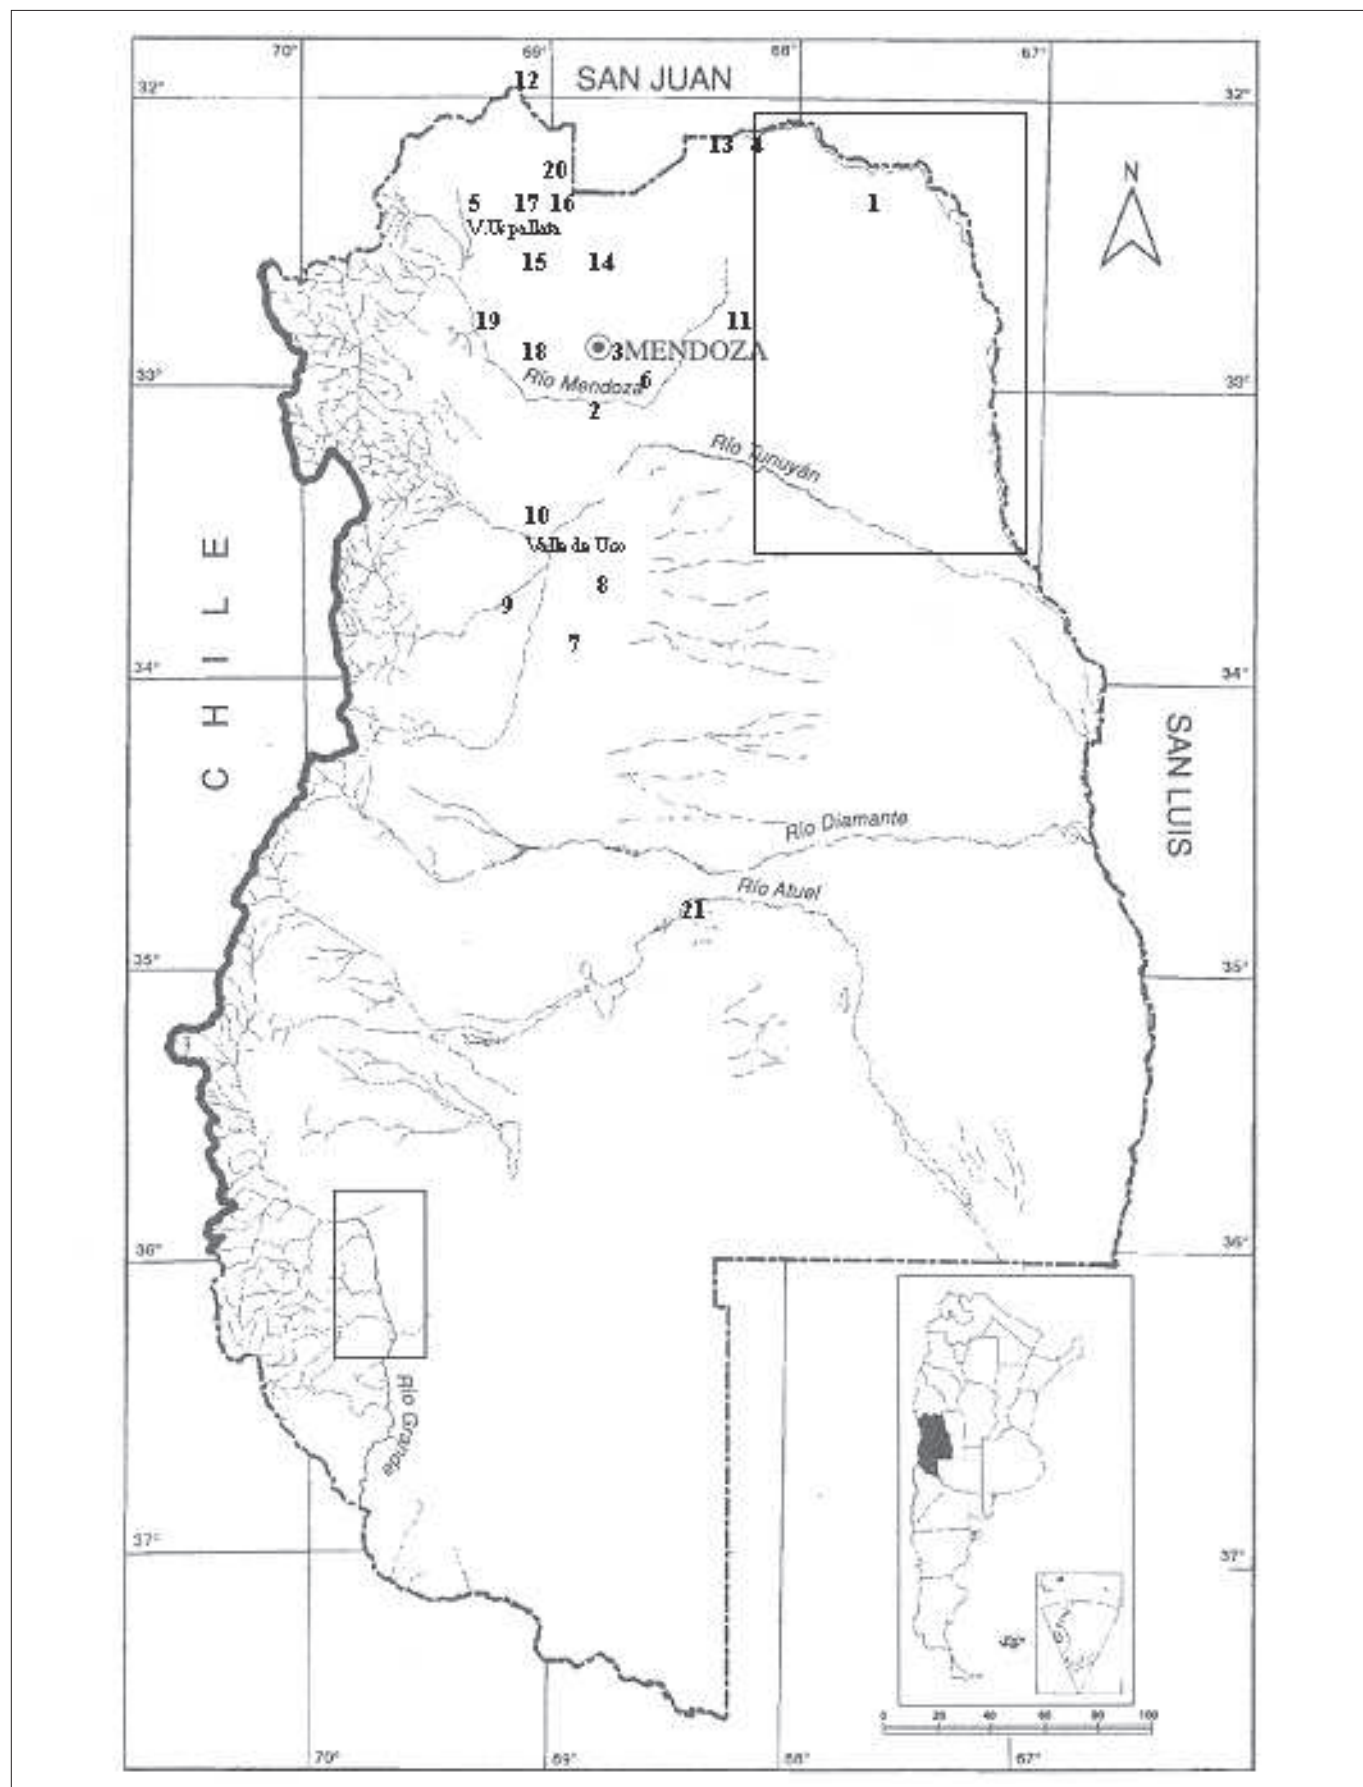 70° 69° 68° 67°
12 SAN JUAN
32° 32°
13 4
20
N
5 17 16 1
V.Uspallata
15 14
19 11
18 3 MENDOZA
Río Mendoza 6
33° 33°
2
Río Tunuyán
10
Valle de Uco
8
9
7
CHILE
34° 34°
SAN LUIS
Río Diamante
Río Atuel
21
35° 35°
36° 36°
Río Grande
37° 37°
0 20 40 60 80 100
70° 69° 68° 67°